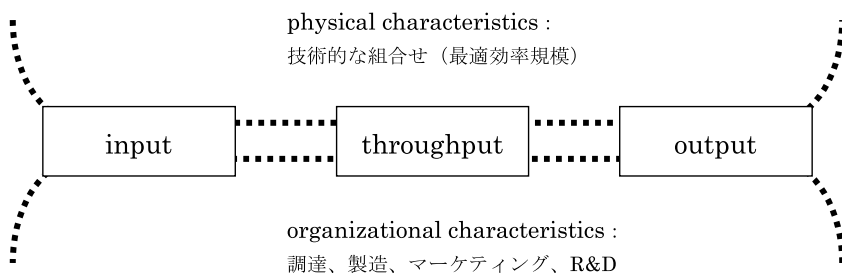 physical characteristics :
技術的な組合せ（最適効率規模）
input
throughput
output
organizational characteristics :
調達、製造、マーケティング、R&D